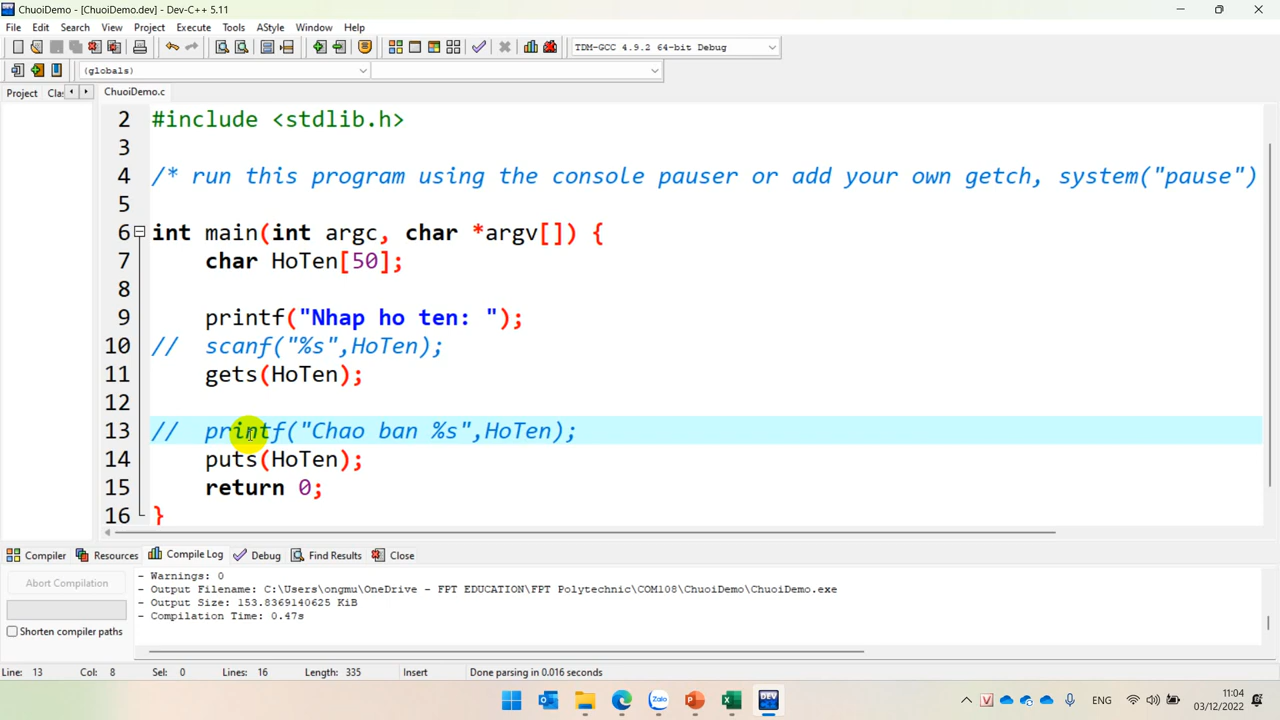 ChuoiDemo - [ChuoiDemo.dev] - Dev-C++ 5.11
File Edit Search View Project Execute Tools AStyle Window Help
TDM-GCC 4.9.2 64-bit Debug
(globals)
Project Clas ChuoiDemo.c
2 #include <stdlib.h>
3
4 /* run this program using the console pauser or add your own getch, system("pause")
5
6 int main(int argc, char *argv[]) {
7 char HoTen[50];
8
9 printf("Nhap ho ten: ");
10 // scanf("%s",HoTen);
11 gets(HoTen);
12
13 // printf("Chao ban %s",HoTen);
14 puts(HoTen);
15 return 0;
16 }
Compiler Resources Compile Log Debug Find Results Close
Abort Compilation
Shorten compiler paths
- Warnings: 0
- Output Filename: C:\Users\ongmu\OneDrive - FPT EDUCATION\FPT Polytechnic\COM108\ChuoiDemo\ChuoiDemo.exe
- Output Size: 153.8369140625 KiB
- Compilation Time: 0.47s
Line: 13 Col: 8 Sel: 0 Lines: 16 Length: 335 Insert Done parsing in 0.016 seconds
Zalo
DEV
ENG
11:04
03/12/2022